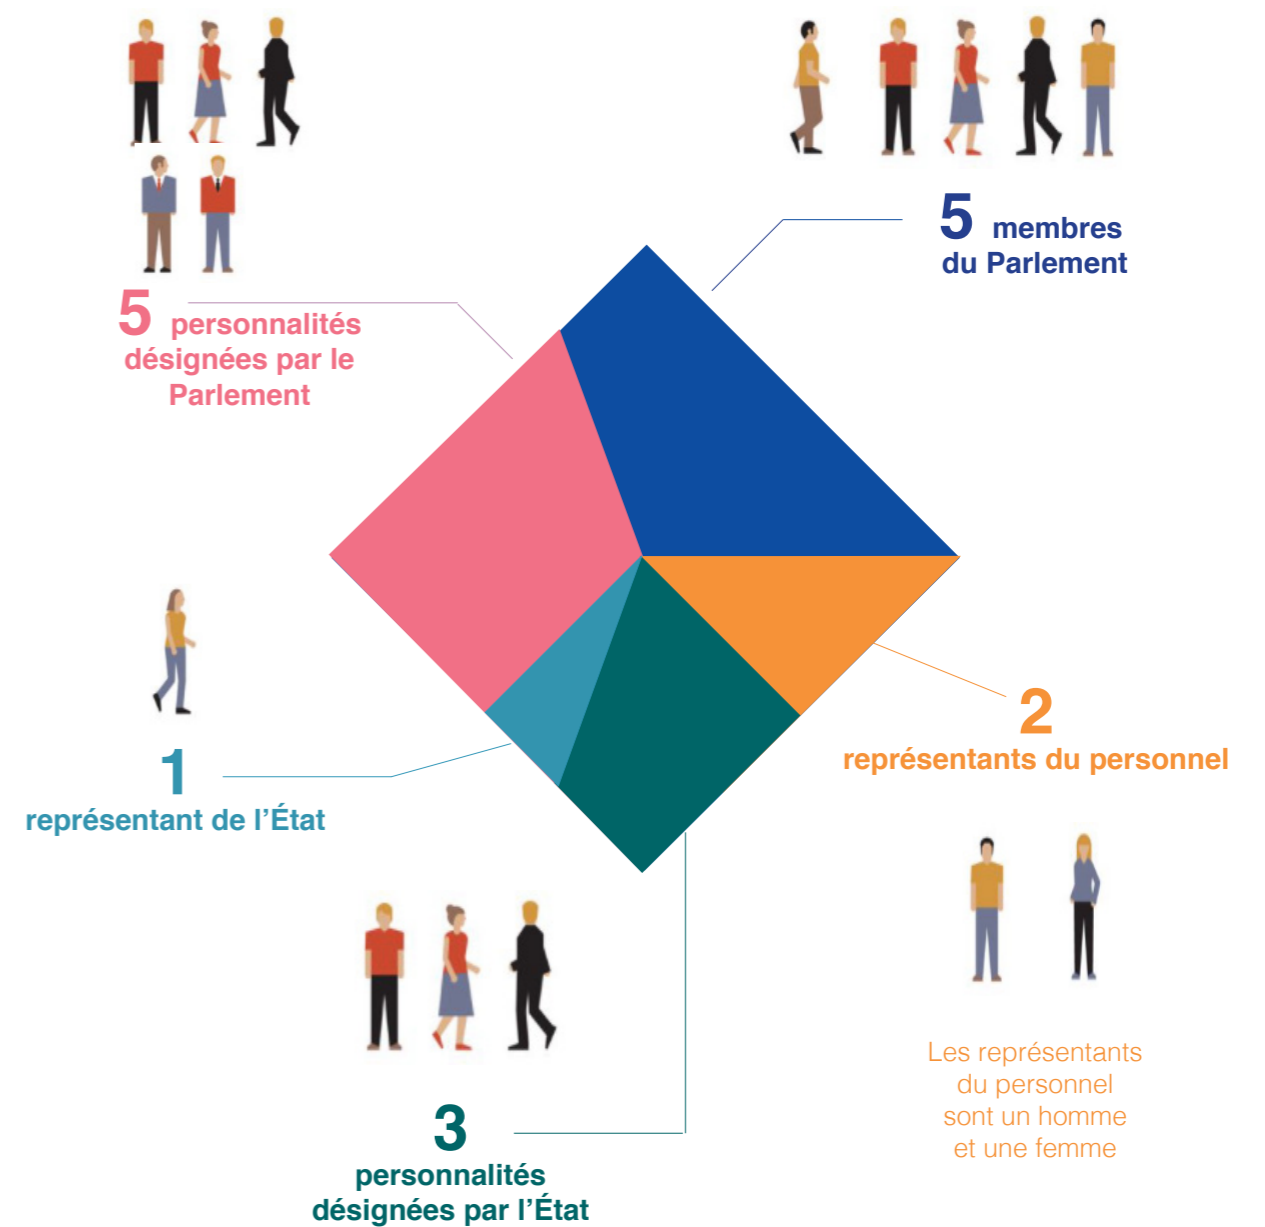 5 membres
du Parlement
5 personnalités
désignées par le
Parlement
2
représentants du personnel
1
représentant de l'État
Les représentants
du personnel
sont un homme
et une femme
3
personnalités
désignées par l'État